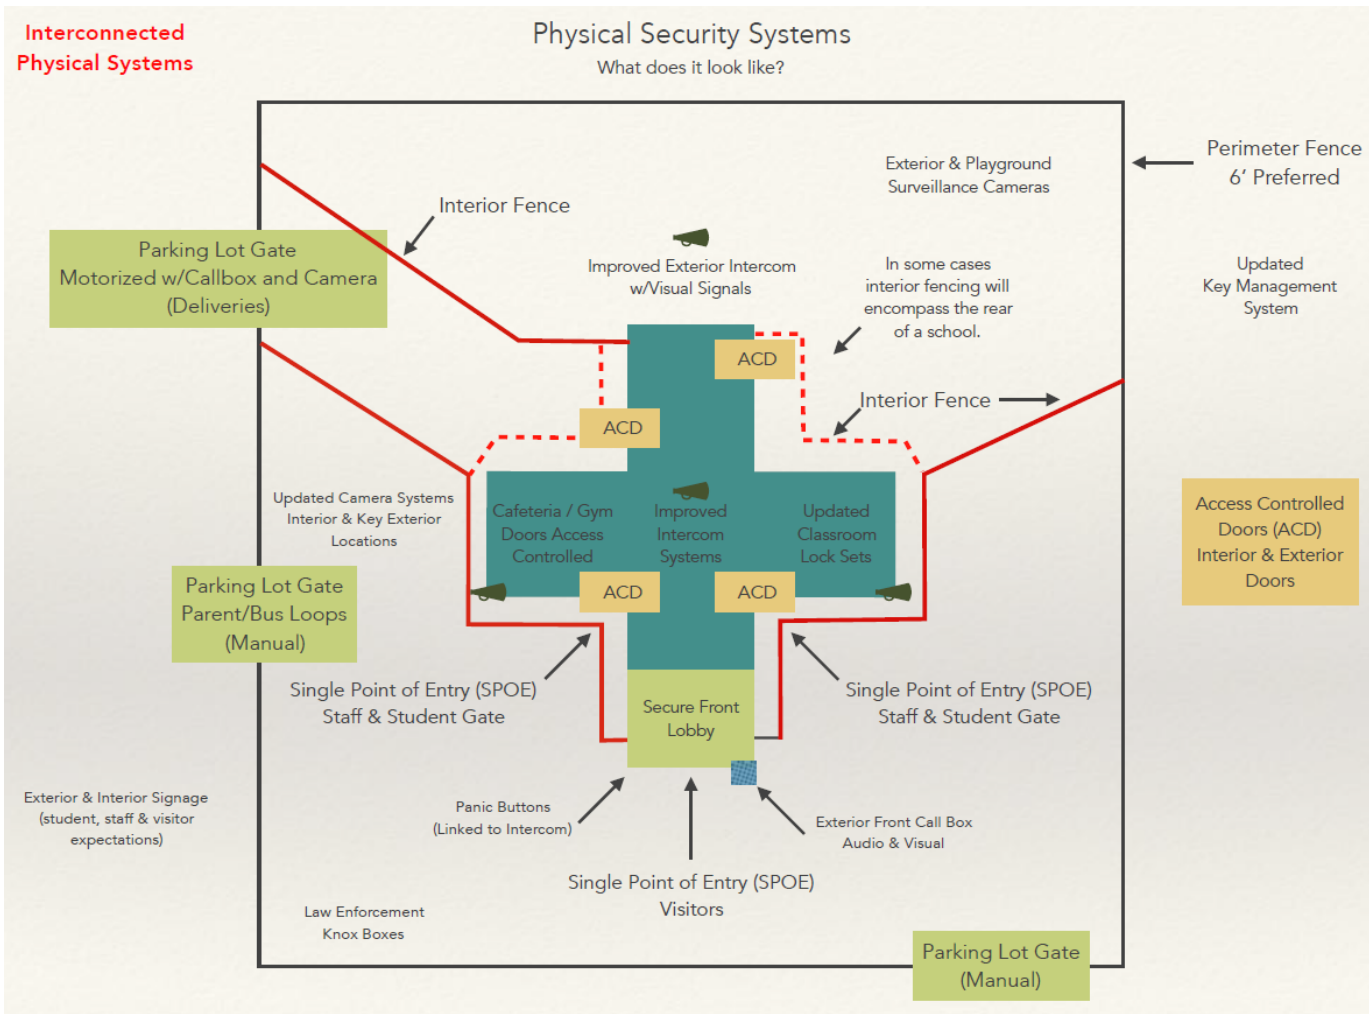 Interconnected
Physical Systems
Physical Security Systems
What does it look like?
Exterior & Playground
Surveillance Cameras
Perimeter Fence
6' Preferred
Interior Fence
Parking Lot Gate
Motorized w/Callbox and Camera
(Deliveries)
Improved Exterior Intercom
w/Visual Signals
In some cases
interior fencing will
encompass the rear
of a school.
Updated
Key Management
System
ACD
Interior Fence
ACD
Updated Camera Systems
Interior & Key Exterior
Locations
Cafeteria / Gym
Doors Access
Controlled
Improved
Intercom
Systems
Updated
Classroom
Lock Sets
Access Controlled
Doors (ACD)
Interior & Exterior
Doors
Parking Lot Gate
Parent/Bus Loops
(Manual)
ACD
ACD
Single Point of Entry (SPOE)
Staff & Student Gate
Secure Front
Lobby
Single Point of Entry (SPOE)
Staff & Student Gate
Exterior & Interior Signage
(student, staff & visitor
expectations)
Panic Buttons
(Linked to Intercom)
Exterior Front Call Box
Audio & Visual
Single Point of Entry (SPOE)
Visitors
Law Enforcement
Knox Boxes
Parking Lot Gate
(Manual)